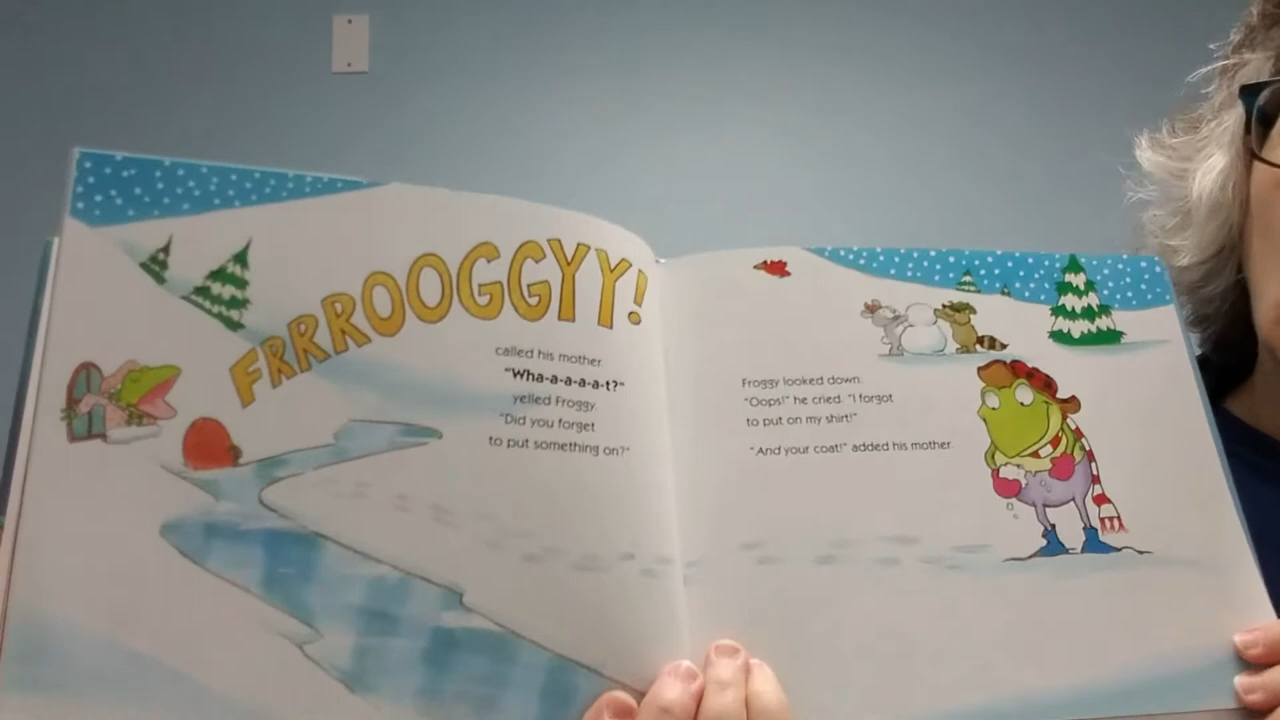 FRRROOGGYY!
called his mother.
"Wha-a-a-a-a-t?"
yelled Froggy.
"Did you forget
to put something on?"
Froggy looked down.
"Oops!" he cried. "I forgot
to put on my shirt!"
"And your coat!" added his mother.